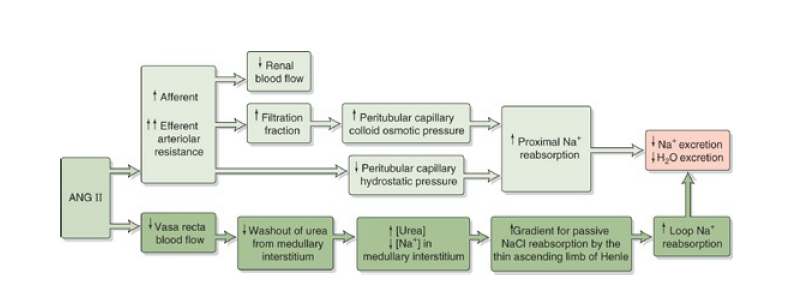 ↓ Renal
blood flow
↑ Afferent
↑↑ Efferent
arteriolar
resistance
↑ Filtration
fraction
↑ Peritubular capillary
colloid osmotic pressure
↑ Proximal Na⁺
reabsorption
↓ Na⁺ excretion
↓H₂O excretion
↓ Peritubular capillary
hydrostatic pressure
ANG II
↓Vasa recta
blood flow
↓Washout of urea
from medullary
interstitium
↑ [Urea]
↓ [Na⁺] in
medullary interstitium
↑Gradient for passive
NaCl reabsorption by the
thin ascending limb of Henle
↑ Loop Na⁺
reabsorption